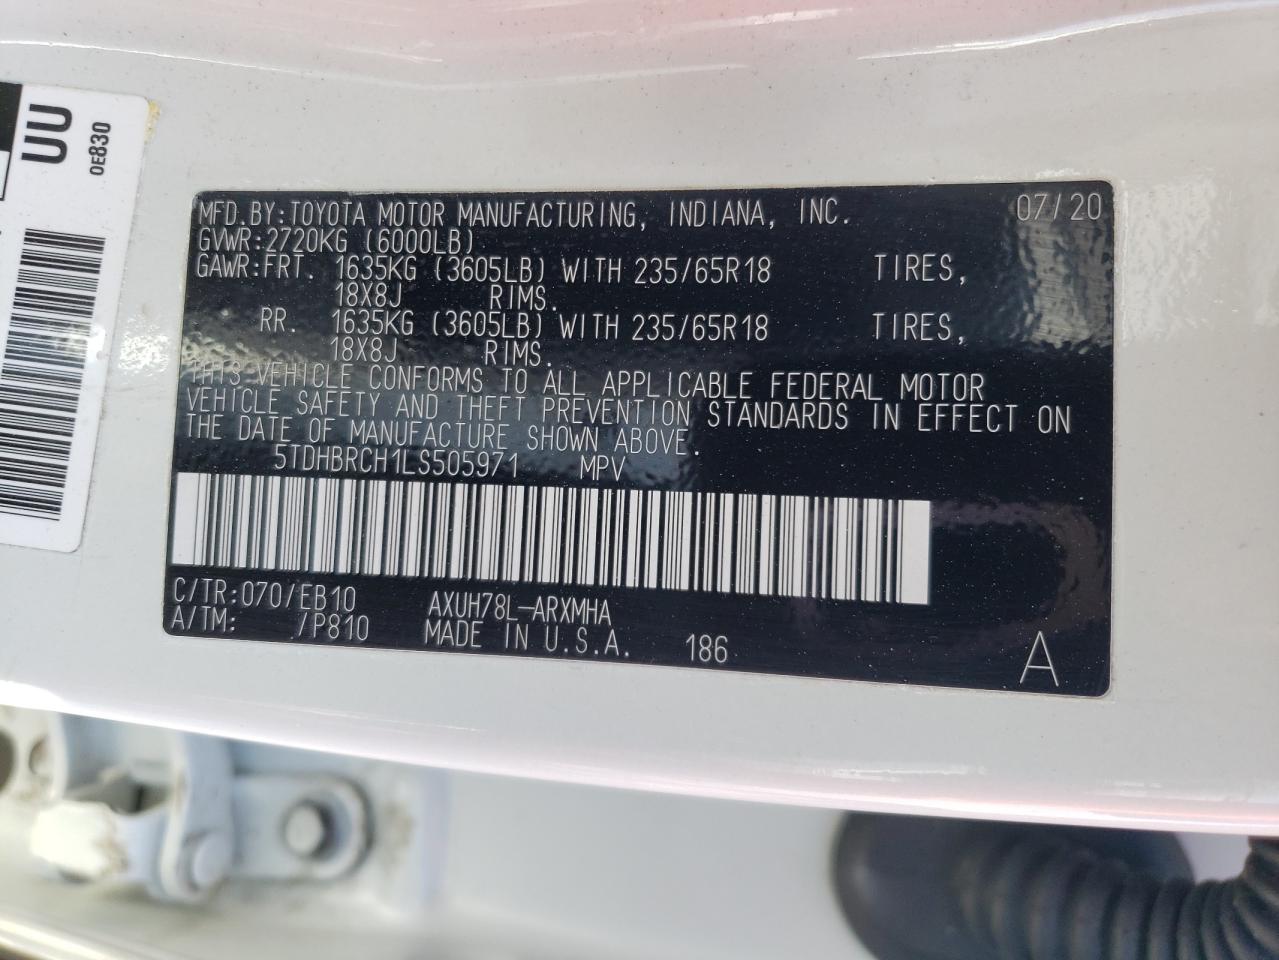 UU
0E830
MFD.BY:TOYOTA MOTOR MANUFACTURING, INDIANA, INC. 07/20
GVWR:2720KG (6000LB)
GAWR:FRT. 1635KG (3605LB) WITH 235/65R18 TIRES,
18X8J RIMS.
RR. 1635KG (3605LB) WITH 235/65R18 TIRES,
18X8J RIMS.
THIS VEHICLE CONFORMS TO ALL APPLICABLE FEDERAL MOTOR
VEHICLE SAFETY AND THEFT PREVENTION STANDARDS IN EFFECT ON
THE DATE OF MANUFACTURE SHOWN ABOVE.
5TDHBRCH1LS505971 MPV
C/TR:070/EB10 AXUH78L-ARXMHA
A/TM: /P810 MADE IN U.S.A. 186 A